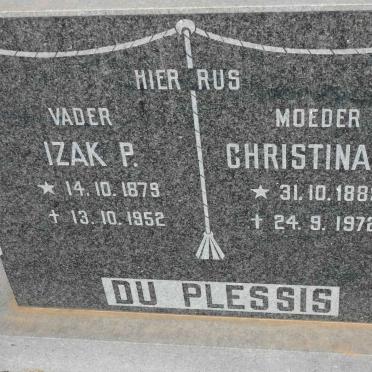 HIER RUS
VADER MOEDER
IZAK P. CHRISTINA
★ 14.10.1879 ★ 31.10.188
✝ 13.10.1952 ✝ 24.9.1972
DU PLESSIS